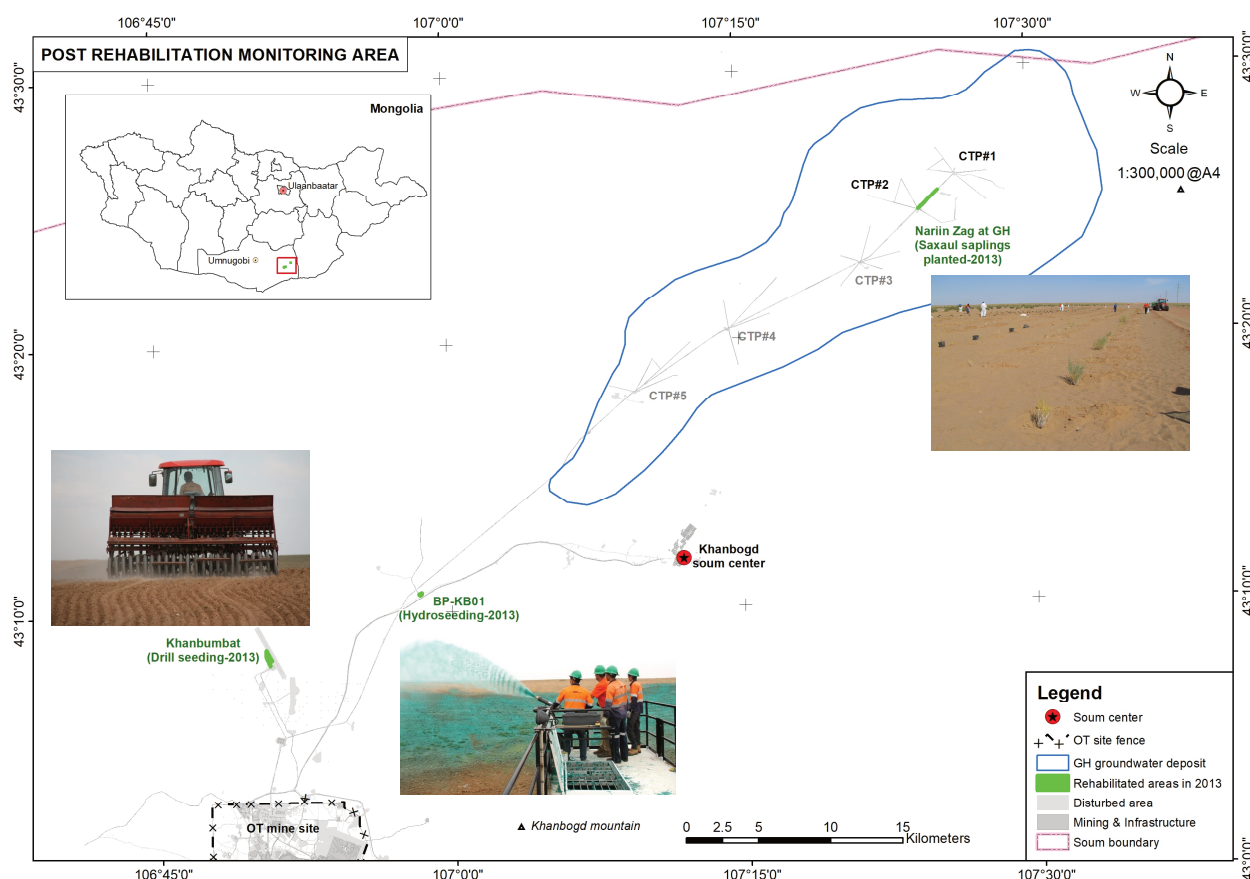 106°45'0"E
107°0'0"E
107°15'0"E
107°30'0"E
POST REHABILITATION MONITORING AREA
43°30'0"N
43°30'0"N
Mongolia
Ulaanbaatar
Umnugobi
N
W
E
S
Scale
1:300,000@A4
CTP#1
CTP#2
Nariin Zag at GH
(Saxaul saplings
planted-2013)
CTP#3
43°20'0"N
43°20'0"N
CTP#4
CTP#5
Khanbogd
soum center
BP-KB01
(Hydroseeding-2013)
43°10'0"N
43°10'0"N
Khanbumbat
(Drill seeding-2013)
OT mine site
Khanbogd mountain
0
2.5
5
10
15
Kilometers
Legend
Soum center
OT site fence
GH groundwater deposit
Rehabilitated areas in 2013
Disturbed area
Mining & Infrastructure
Soum boundary
43°0'0"N
106°45'0"E
107°0'0"E
107°15'0"E
107°30'0"E